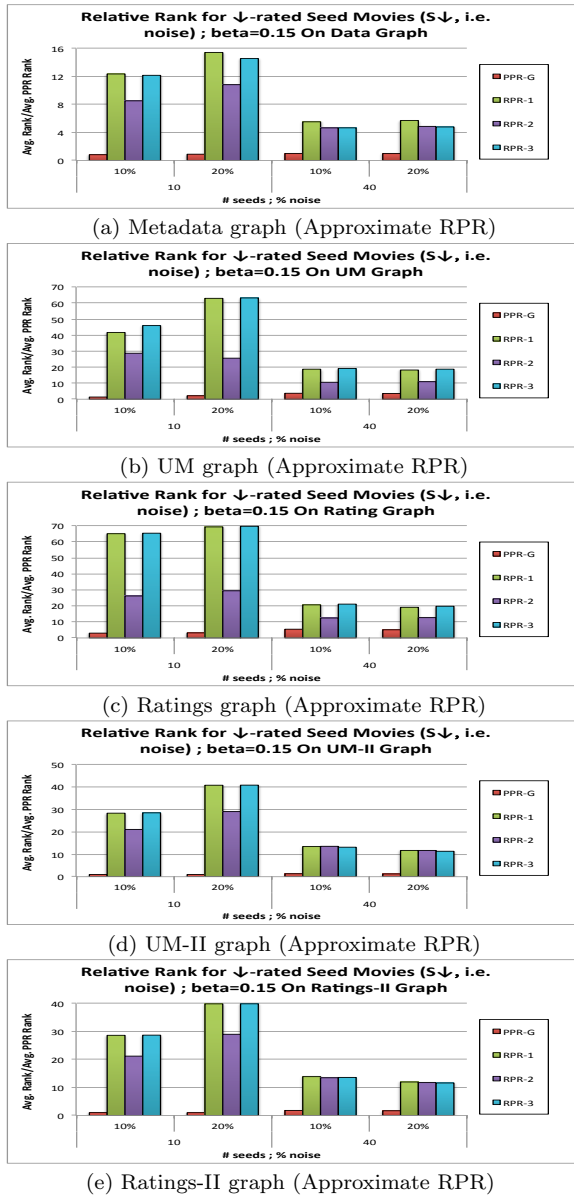 Relative Rank for ↓-rated Seed Movies (S↓, i.e.
noise) ; beta=0.15 On Data Graph
Avg. Rank/Avg. PPR Rank
16
12
8
4
0
10% 20% 10% 20%
10 40
# seeds ; % noise
PPR-G
RPR-1
RPR-2
RPR-3
(a) Metadata graph (Approximate RPR)
Relative Rank for ↓-rated Seed Movies (S↓, i.e.
noise) ; beta=0.15 On UM Graph
Avg. Rank/Avg. PPR Rank
70
60
50
40
30
20
10
0
10% 20% 10% 20%
10 40
# seeds ; % noise
PPR-G
RPR-1
RPR-2
RPR-3
(b) UM graph (Approximate RPR)
Relative Rank for ↓-rated Seed Movies (S↓, i.e.
noise) ; beta=0.15 On Rating Graph
Avg. Rank/Avg. PPR Rank
70
60
50
40
30
20
10
0
10% 20% 10% 20%
10 40
# seeds ; % noise
PPR-G
RPR-1
RPR-2
RPR-3
(c) Ratings graph (Approximate RPR)
Relative Rank for ↓-rated Seed Movies (S↓, i.e.
noise) ; beta=0.15 On UM-II Graph
Avg. Rank/Avg. PPR Rank
50
40
30
20
10
0
10% 20% 10% 20%
10 40
# seeds ; % noise
PPR-G
RPR-1
RPR-2
RPR-3
(d) UM-II graph (Approximate RPR)
Relative Rank for ↓-rated Seed Movies (S↓, i.e.
noise) ; beta=0.15 On Ratings-II Graph
Avg. Rank/Avg. PPR Rank
40
30
20
10
0
10% 20% 10% 20%
10 40
# seeds ; % noise
PPR-G
RPR-1
RPR-2
RPR-3
(e) Ratings-II graph (Approximate RPR)